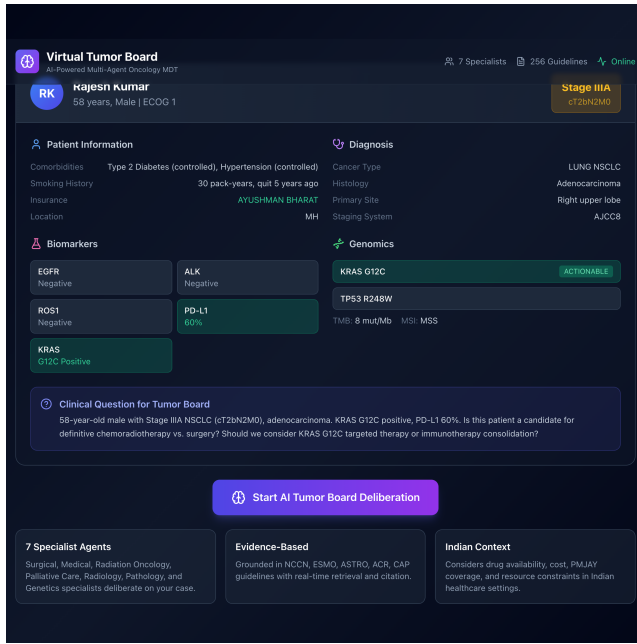 Virtual Tumor Board
AI-Powered Multi-Agent Oncology MDT
7 Specialists
256 Guidelines
Online
RK
Rajesh Kumar
58 years, Male | ECOG 1
Stage IIIA
cT2bN2M0
Patient Information
Comorbidities Type 2 Diabetes (controlled), Hypertension (controlled)
Smoking History 30 pack-years, quit 5 years ago
Insurance AYUSHMAN BHARAT
Location MH
Diagnosis
Cancer Type LUNG NSCLC
Histology Adenocarcinoma
Primary Site Right upper lobe
Staging System AJCC8
Biomarkers
EGFR
Negative
ALK
Negative
ROS1
Negative
PD-L1
60%
KRAS
G12C Positive
Genomics
KRAS G12C ACTIONABLE
TP53 R248W
TMB: 8 mut/Mb MSI: MSS
Clinical Question for Tumor Board
58-year-old male with Stage IIIA NSCLC (cT2bN2M0), adenocarcinoma. KRAS G12C positive, PD-L1 60%. Is this patient a candidate for
definitive chemoradiotherapy vs. surgery? Should we consider KRAS G12C targeted therapy or immunotherapy consolidation?
Start AI Tumor Board Deliberation
7 Specialist Agents
Surgical, Medical, Radiation Oncology,
Palliative Care, Radiology, Pathology, and
Genetics specialists deliberate on your case.
Evidence-Based
Grounded in NCCN, ESMO, ASTRO, ACR, CAP
guidelines with real-time retrieval and citation.
Indian Context
Considers drug availability, cost, PMJAY
coverage, and resource constraints in Indian
healthcare settings.